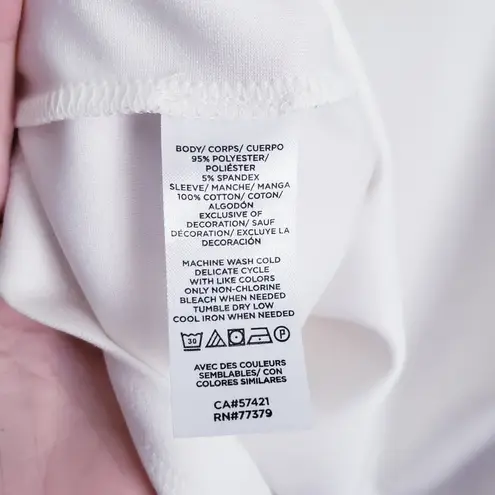 BODY/ CORPS/ CUERPO
95% POLYESTER/
POLIÉSTER
5% SPANDEX
SLEEVE/ MANCHE/ MANGA
100% COTTON/ COTON/
ALGODÓN
EXCLUSIVE OF
DECORATION/ SAUF
DÉCORATION/ EXCLUYE LA
DECORACIÓN
MACHINE WASH COLD
DELICATE CYCLE
WITH LIKE COLORS
ONLY NON-CHLORINE
BLEACH WHEN NEEDED
TUMBLE DRY LOW
COOL IRON WHEN NEEDED
30 P
AVEC DES COULEURS
SEMBLABLES/ CON
COLORES SIMILARES
CA#57421
RN#77379